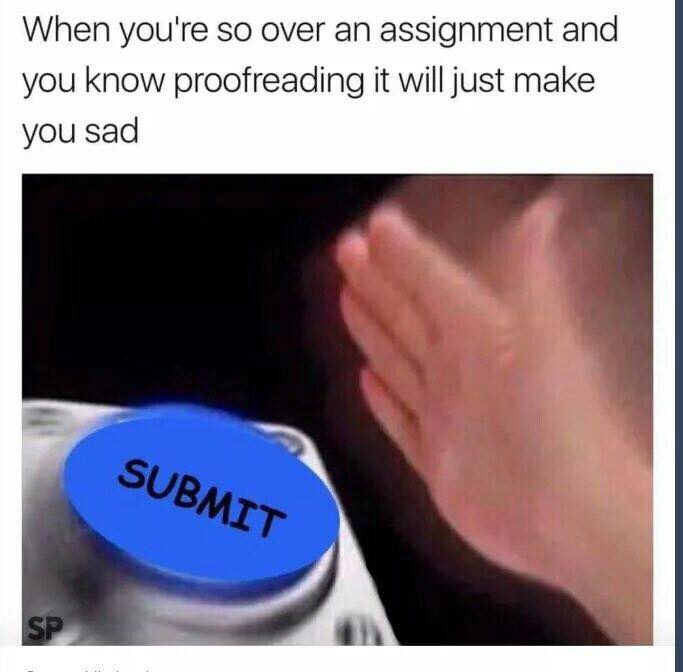 When you're so over an assignment and
you know proofreading it will just make
you sad
SUBMIT
SP